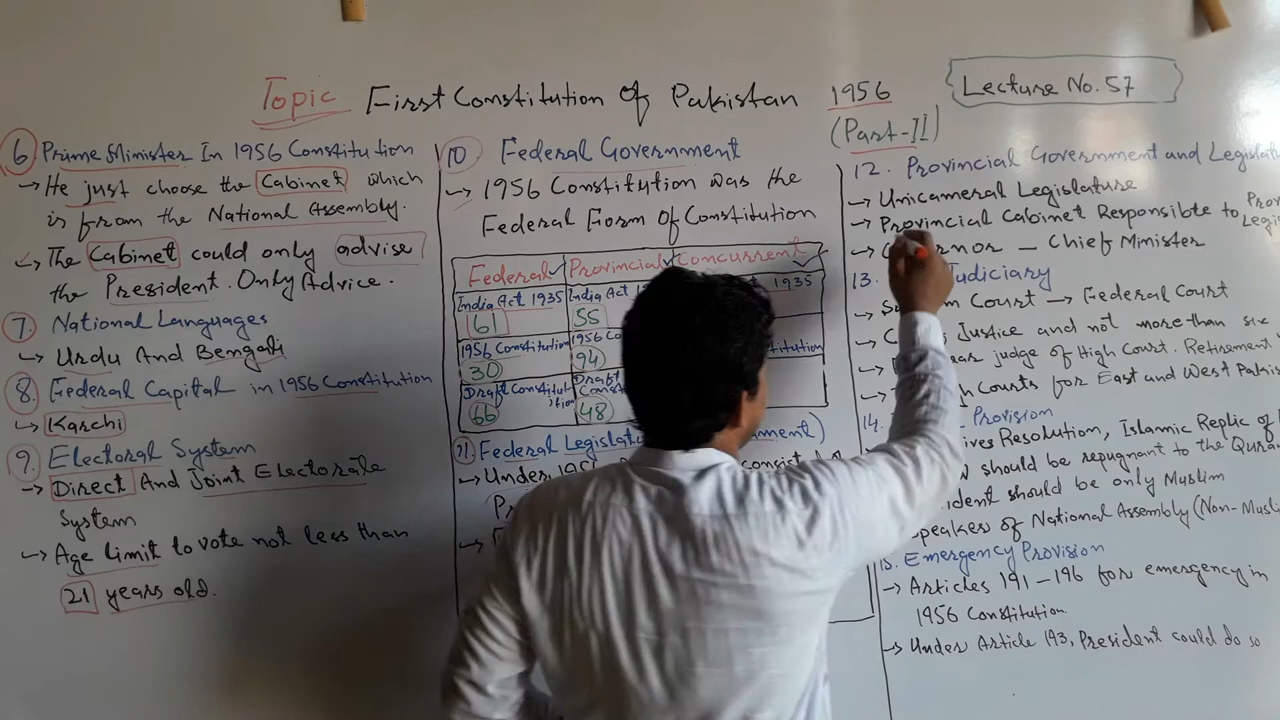 Topic First Constitution of Pakistan 1956
(Part-II)
Lecture No. 57
6 Prime Minister In 1956 Constitution
→ He just choose the Cabinet which
is from the National Assembly.
→ The Cabinet could only advise
the President. Only Advice.
7. National Languages
→ Urdu And Bengali
8. Federal Capital in 1956 Constitution
→ Karchi
9. Electoral System
→ Direct And Joint Electorate
System
→ Age limit to vote not less than
21 years old.
10 Federal Government
→ 1956 Constitution was the
Federal Form of Constitution
Federal Provincial Concurrent
India Act 1935 India Act 1935
61 55
1956 Constitution 1956
30 94
Draft Constitution Draft
66 48
11. Federal
→ Under
12. Provincial Government and
→ Unicameral Legislature
→ Provincial Cabinet Responsible to
→ – Chief Minister
13. Judiciary
→ Court → Federal Court
→ Justice and not more than six
judge of High Court. Retirement
Courts for East and West
14. Provision
Resolution, Islamic Replic of
should be repugnant to the
should be only Muslim
Speakes of National Assembly
15. Emergency Provision
→ Articles 191-196 for emergency in
1956 Constitution
→ Under Article 193, President could do so